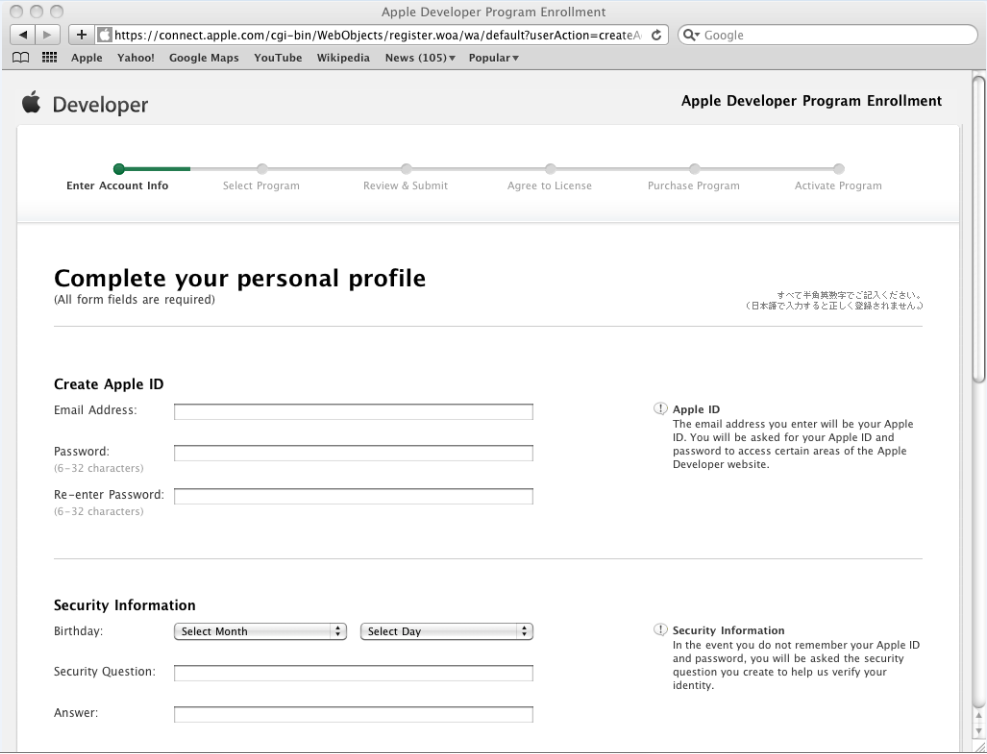 Apple Developer Program Enrollment
https://connect.apple.com/cgi-bin/WebObjects/register.woa/wa/default?userAction=createA
Google
Apple Yahoo! Google Maps YouTube Wikipedia News (105)▾ Popular▾
Developer
Apple Developer Program Enrollment
Enter Account Info
Select Program
Review & Submit
Agree to License
Purchase Program
Activate Program
Complete your personal profile
(All form fields are required)
すべて半角英数字でご記入ください。
（日本語で入力すると正しく登録されません。）
Create Apple ID
Email Address:
Password:
(6-32 characters)
Re-enter Password:
(6-32 characters)
Apple ID
The email address you enter will be your Apple
ID. You will be asked for your Apple ID and
password to access certain areas of the Apple
Developer website.
Security Information
Birthday:
Select Month
Select Day
Security Question:
Answer:
Security Information
In the event you do not remember your Apple ID
and password, you will be asked the security
question you create to help us verify your
identity.